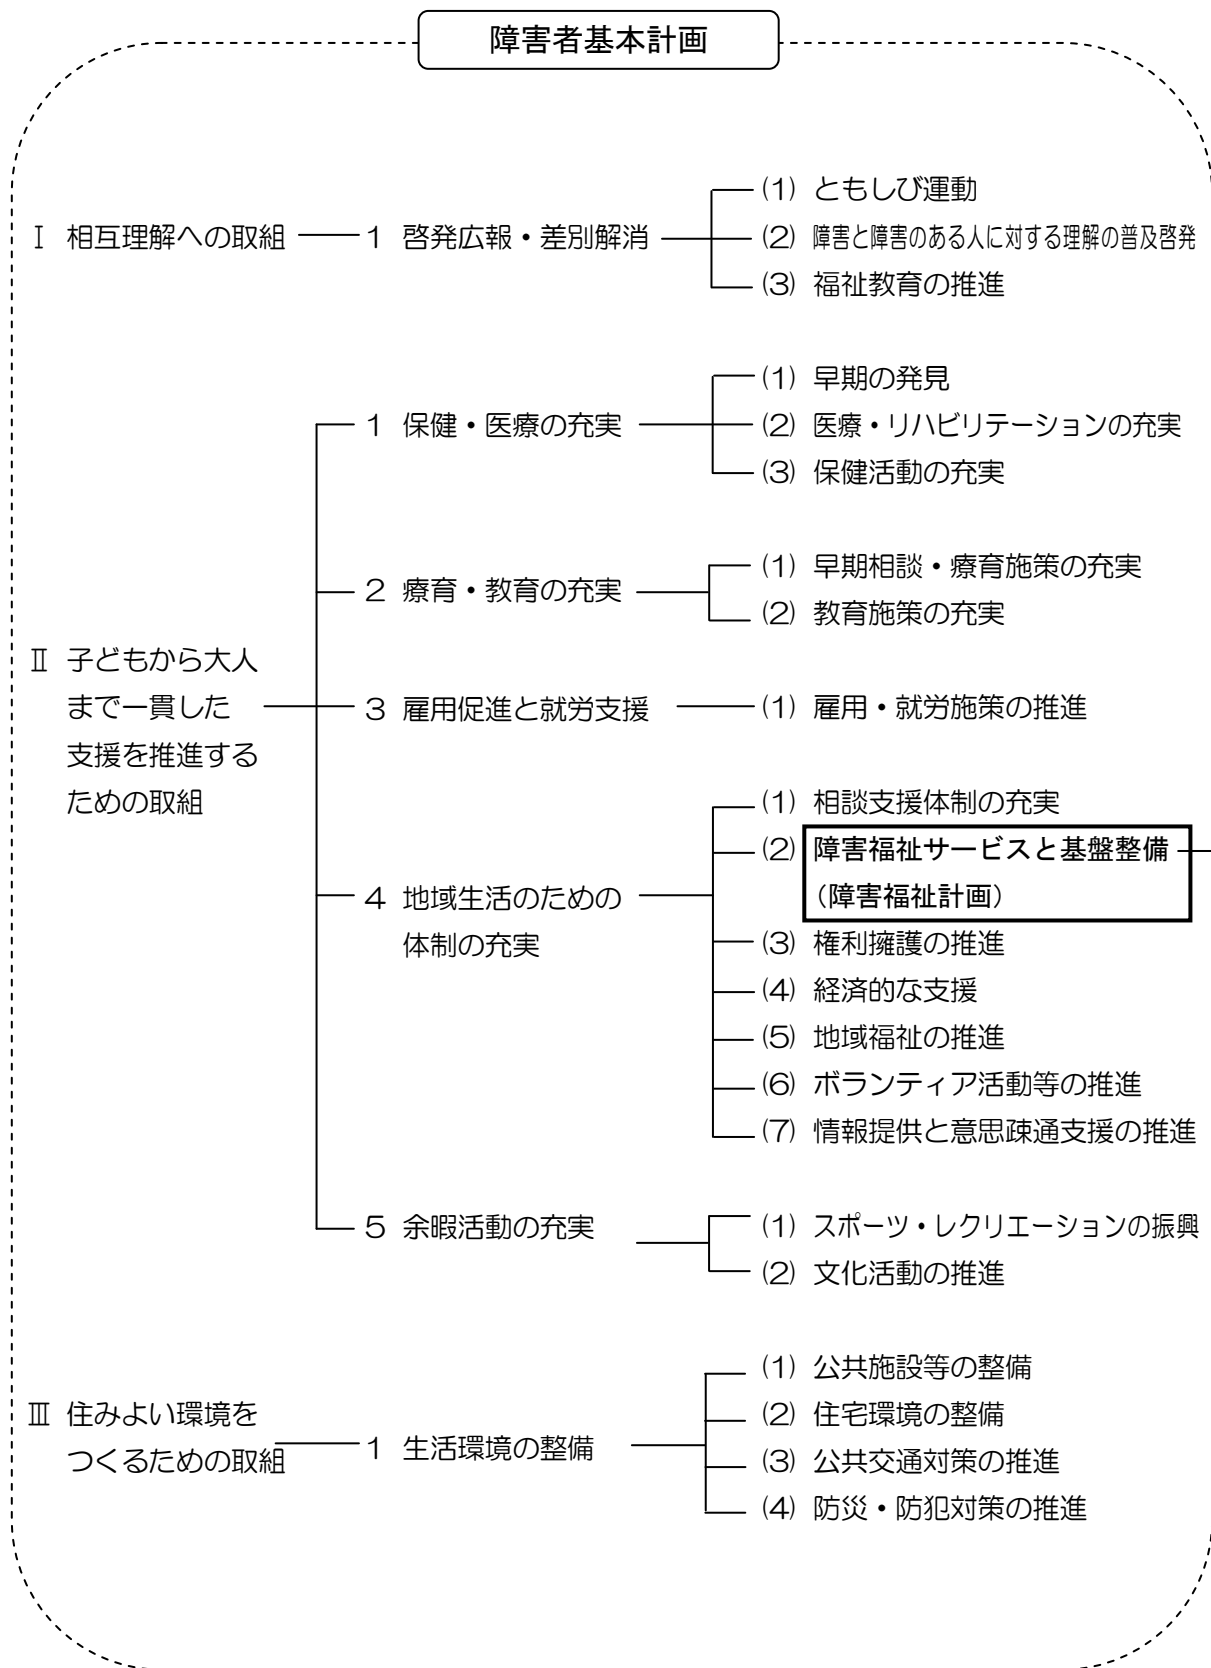 障害者基本計画
Ⅰ 相互理解への取組
1 啓発広報・差別解消
(1) ともしび運動
(2) 障害と障害のある人に対する理解の普及啓発
(3) 福祉教育の推進
Ⅱ 子どもから大人
まで一貫した
支援を推進する
ための取組
1 保健・医療の充実
(1) 早期の発見
(2) 医療・リハビリテーションの充実
(3) 保健活動の充実
2 療育・教育の充実
(1) 早期相談・療育施策の充実
(2) 教育施策の充実
3 雇用促進と就労支援
(1) 雇用・就労施策の推進
4 地域生活のための
体制の充実
(1) 相談支援体制の充実
(2) 障害福祉サービスと基盤整備
（障害福祉計画）
(3) 権利擁護の推進
(4) 経済的な支援
(5) 地域福祉の推進
(6) ボランティア活動等の推進
(7) 情報提供と意思疎通支援の推進
5 余暇活動の充実
(1) スポーツ・レクリエーションの振興
(2) 文化活動の推進
Ⅲ 住みよい環境を
つくるための取組
1 生活環境の整備
(1) 公共施設等の整備
(2) 住宅環境の整備
(3) 公共交通対策の推進
(4) 防災・防犯対策の推進